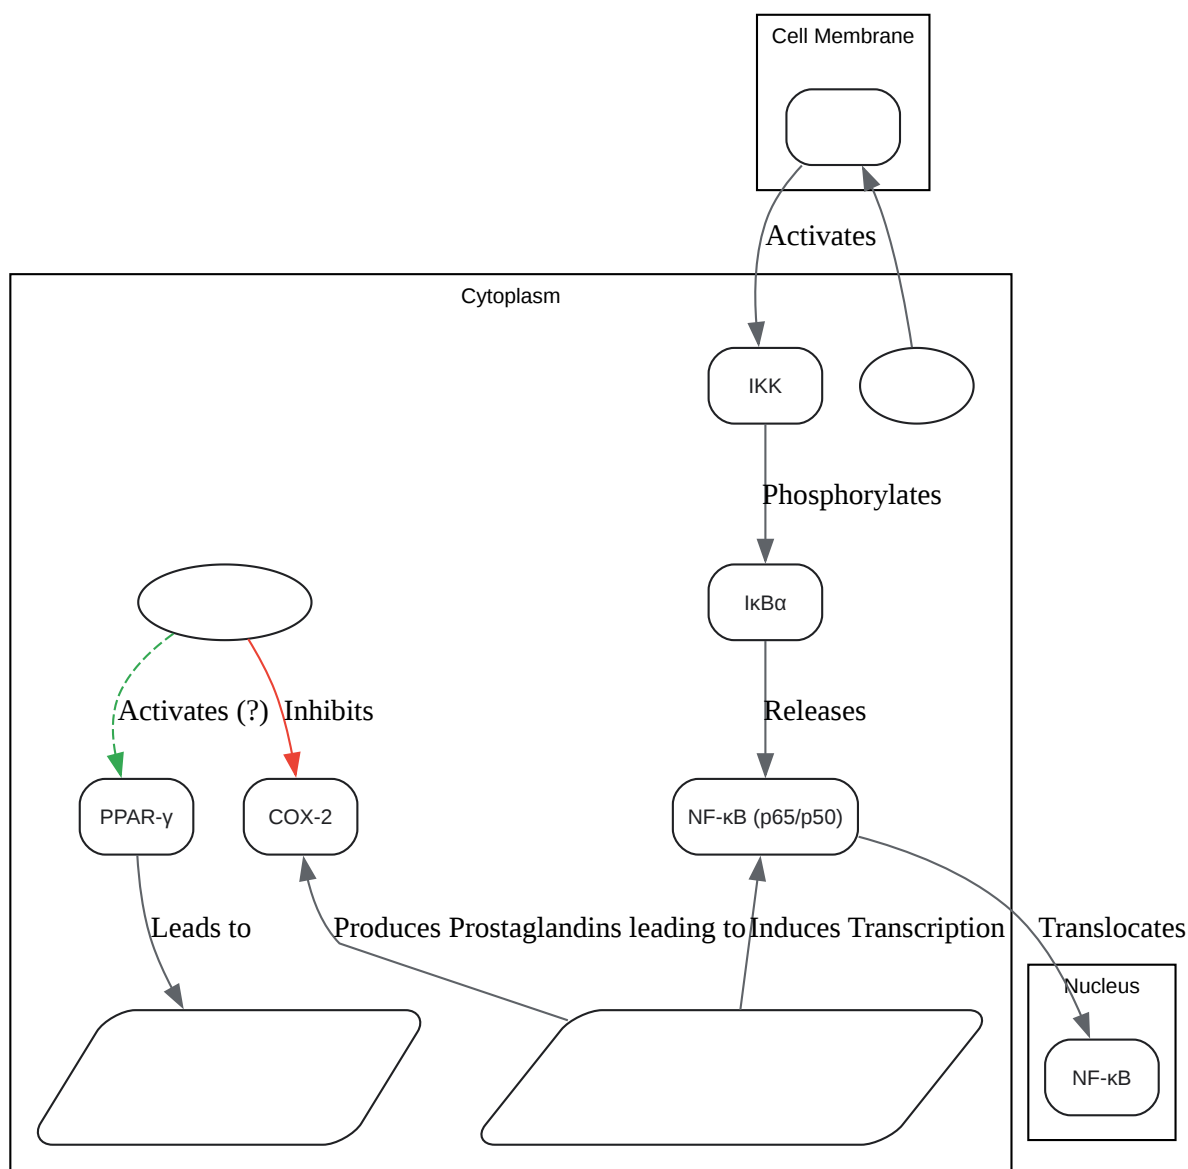 Cell Membrane
Activates
Cytoplasm
IKK
Phosphorylates
IκBα
Activates (?)
Inhibits
Releases
PPAR-γ
COX-2
NF-κB (p65/p50)
Leads to
Produces Prostaglandins leading to
Induces Transcription
Translocates
Nucleus
NF-κB